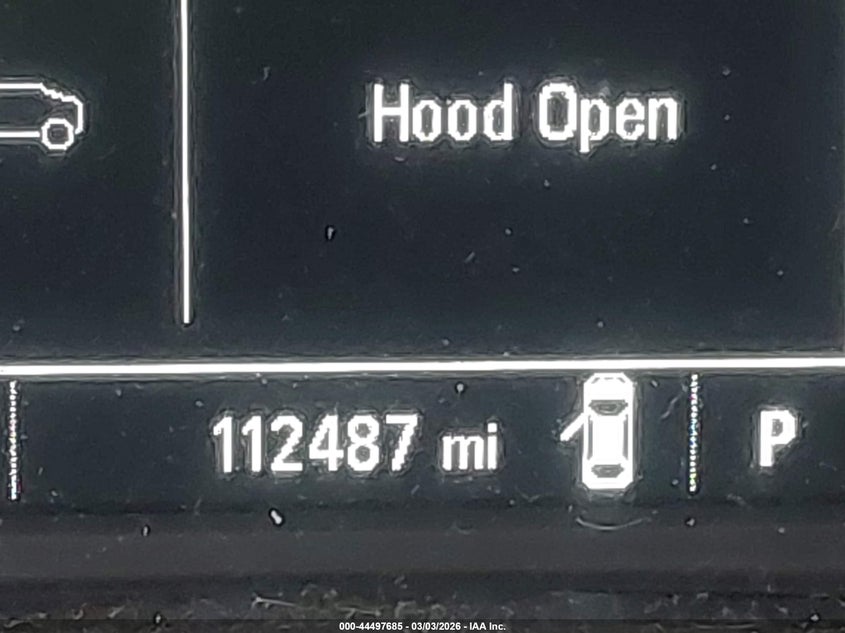 Hood Open
112487 mi
P
000-44497685 - 03/03/2026 - IAA Inc.